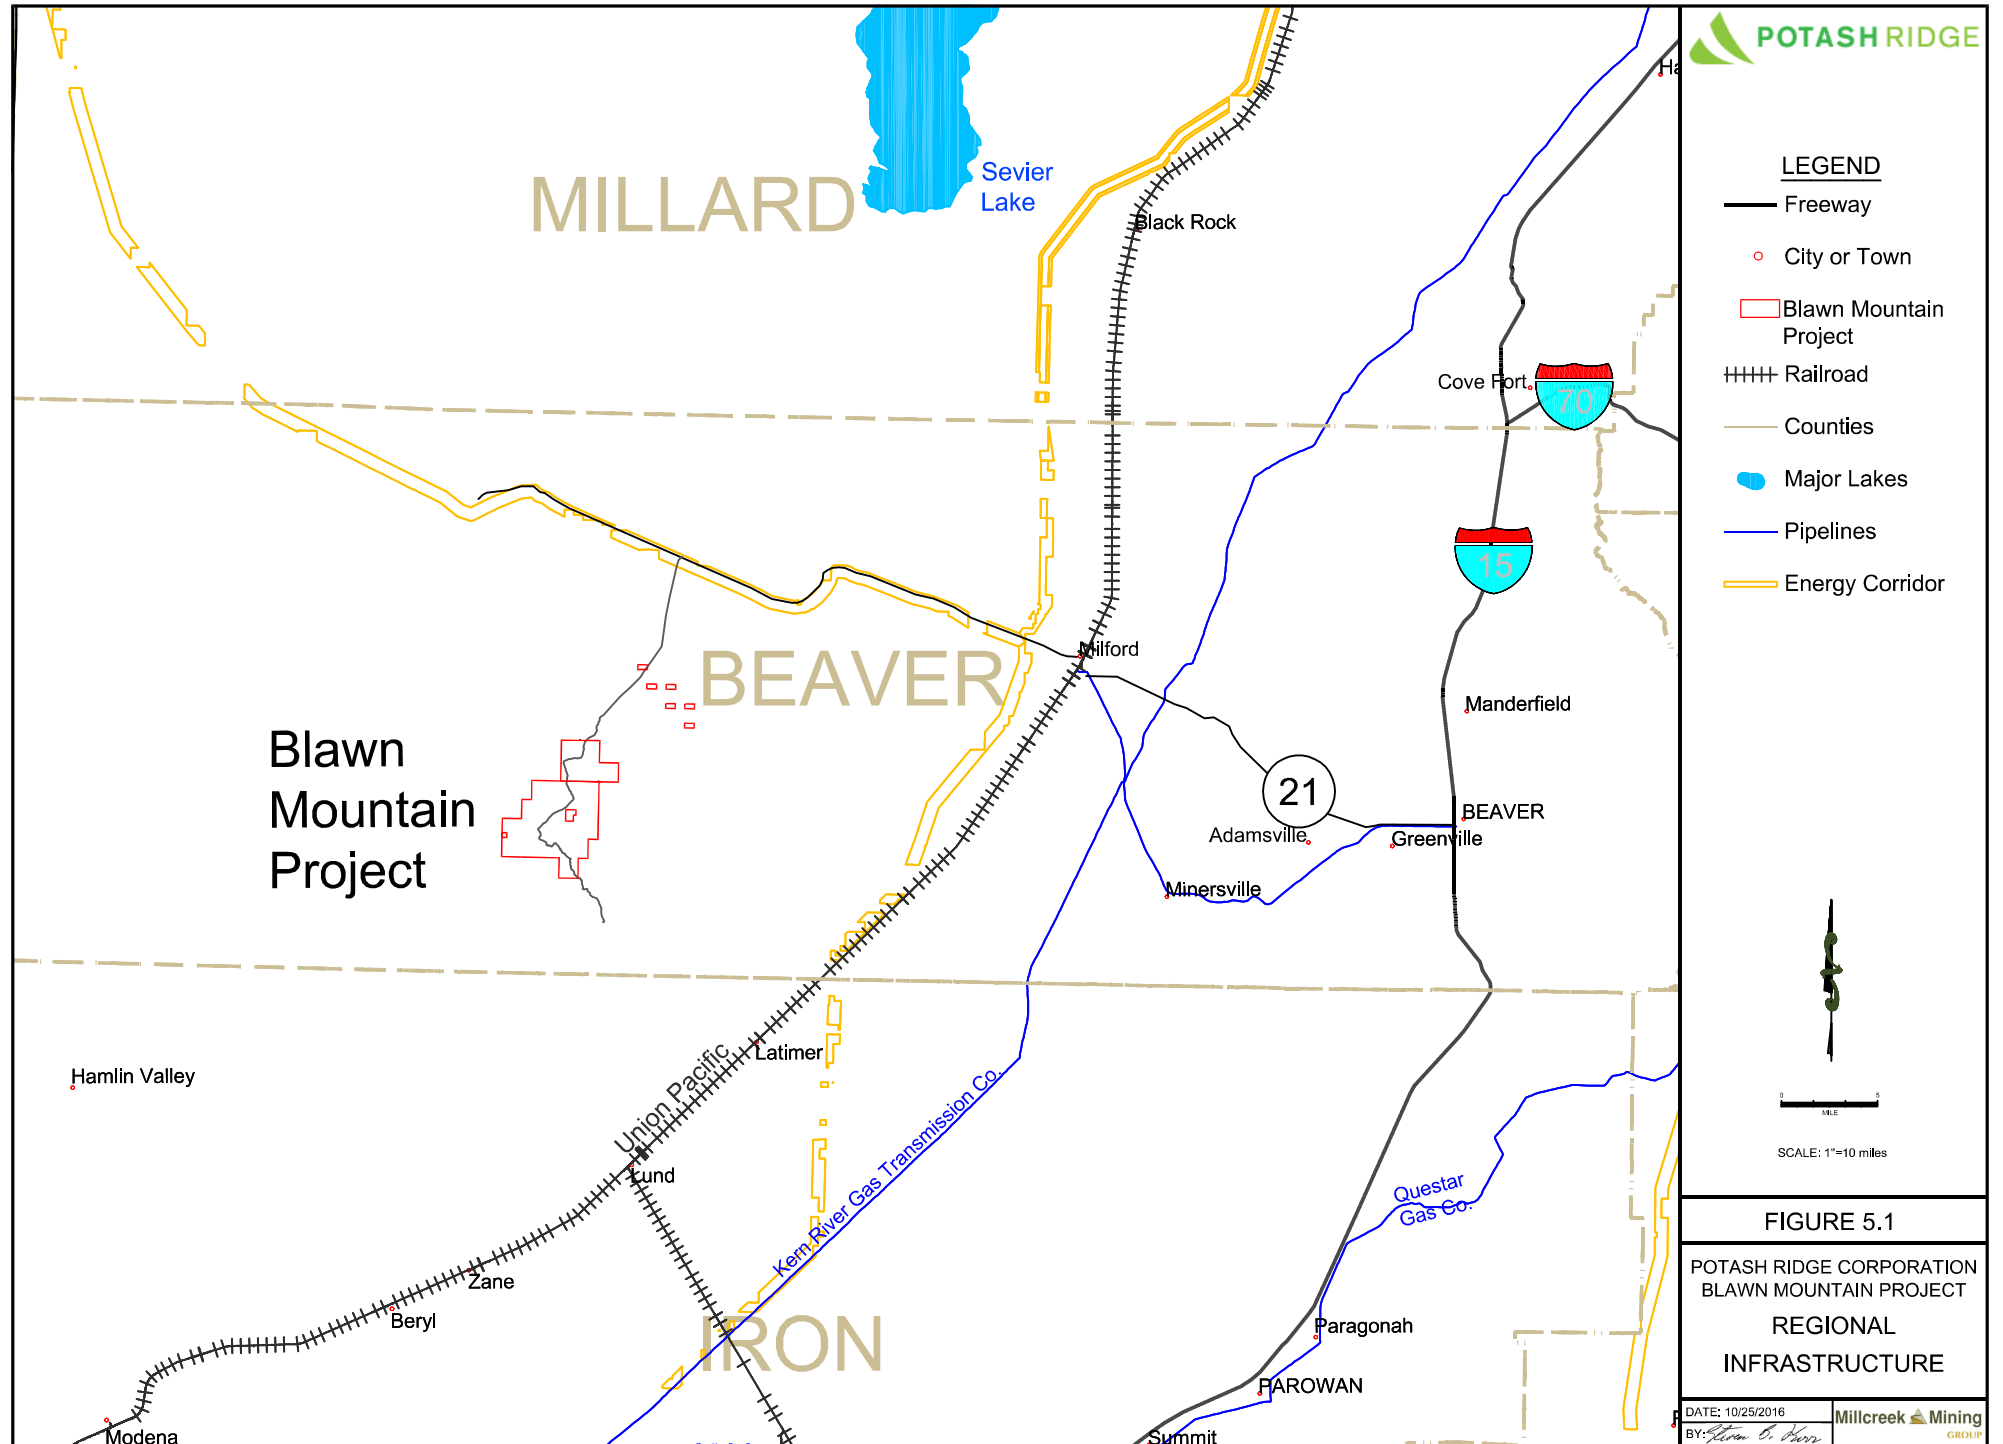 POTASH RIDGE
LEGEND
Freeway
City or Town
Blawn Mountain
Project
Railroad
Counties
Major Lakes
Pipelines
Energy Corridor
0 5
MILE
SCALE: 1"=10 miles
FIGURE 5.1
POTASH RIDGE CORPORATION
BLAWN MOUNTAIN PROJECT
REGIONAL
INFRASTRUCTURE
DATE: 10/25/2016
BY:
Millcreek Mining
GROUP
Ha
MILLARD
Sevier
Lake
Black Rock
Cove Fort
70
15
Milford
BEAVER
Manderfield
Blawn
Mountain
Project
21
BEAVER
Adamsville
Greenville
Minersville
Latimer
Union Pacific
Hamlin Valley
Kern River Gas Transmission Co.
Lund
Questar
Gas Co.
Zane
Beryl
IRON
Paragonah
PAROWAN
Modena
Summit